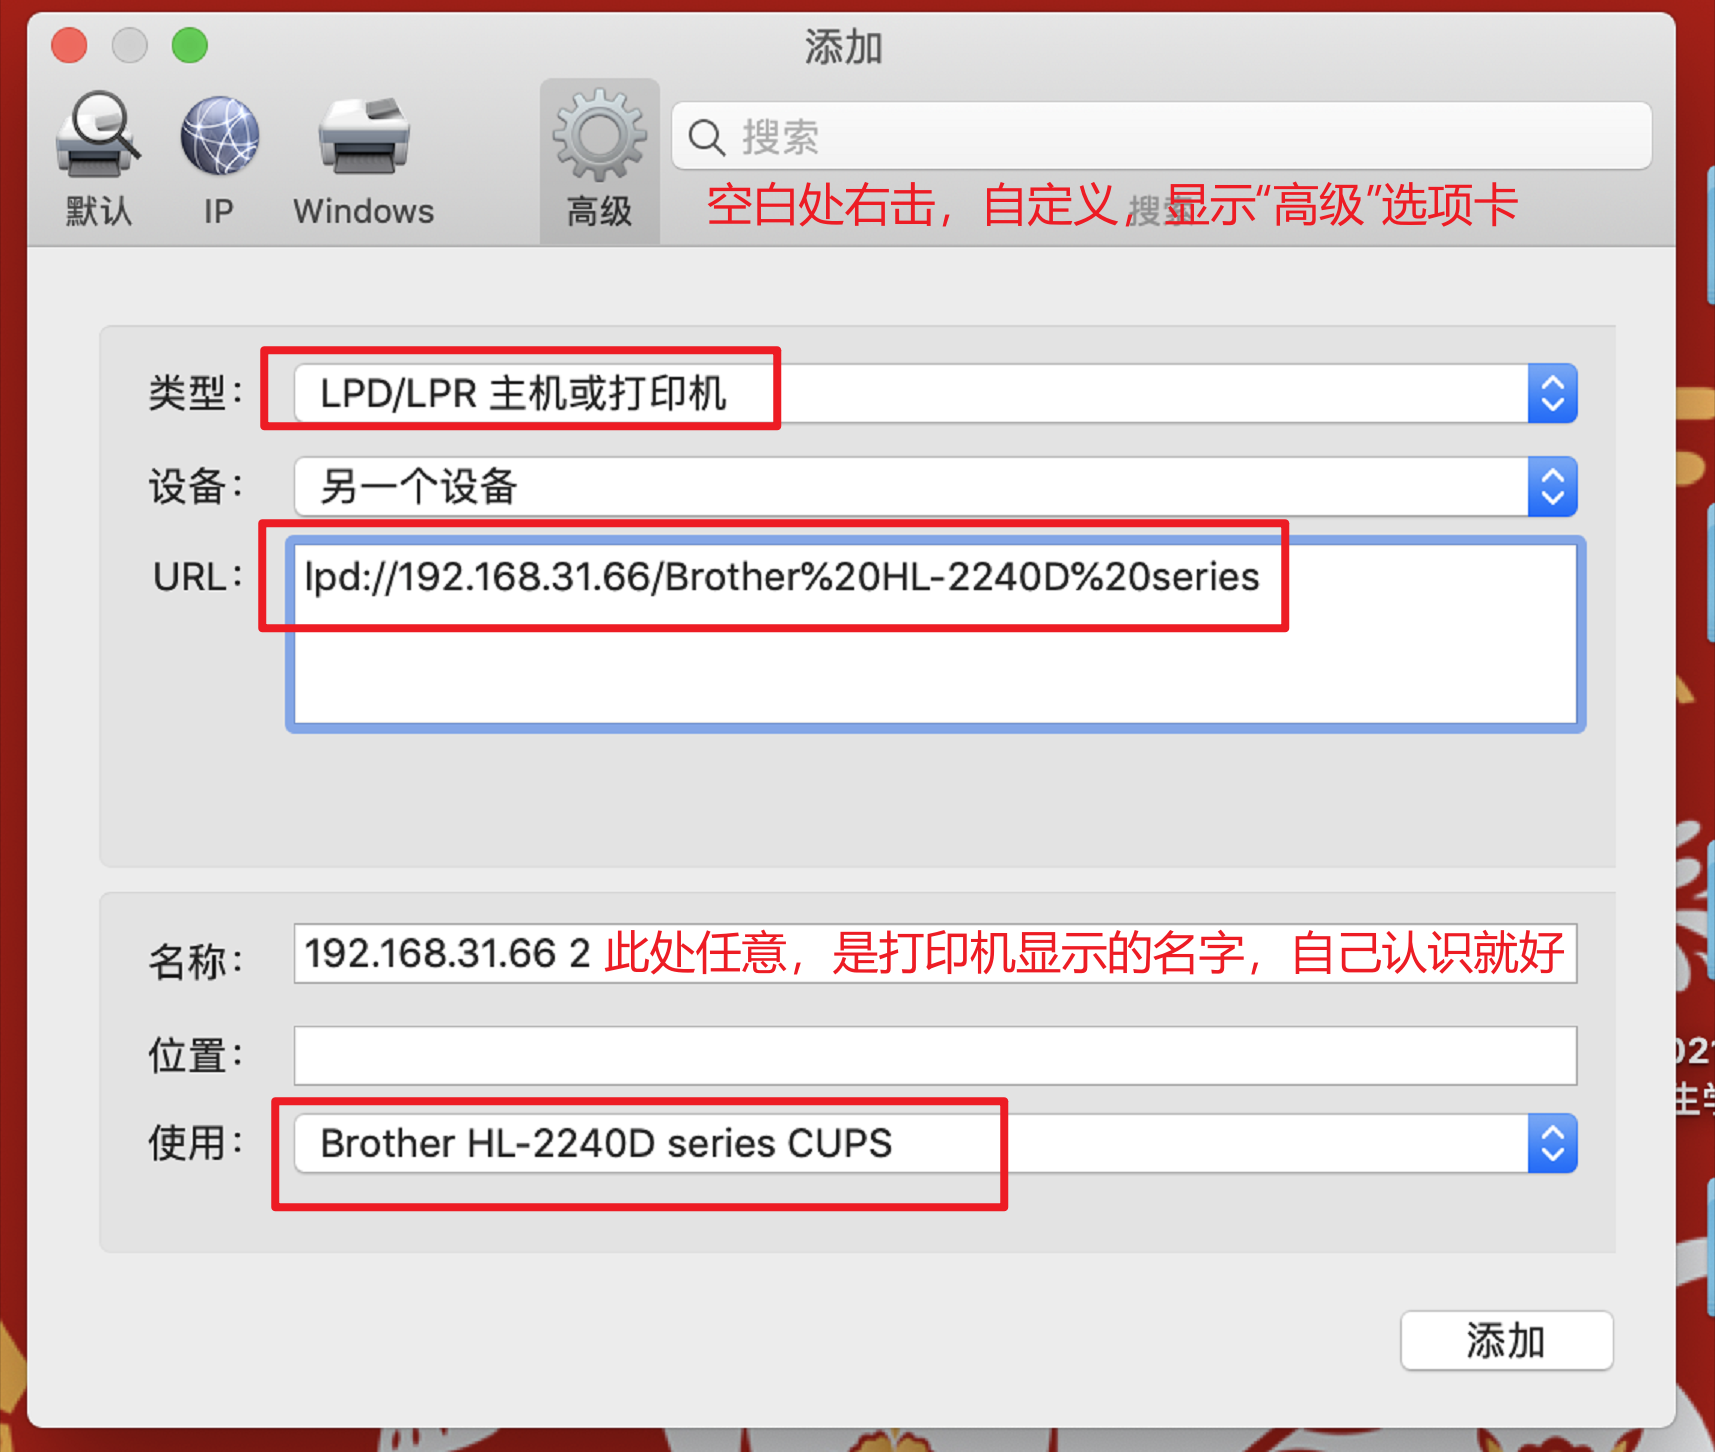 添加
搜索
默认
IP
Windows
高级
搜索
空白处右击，自定义，显示“高级”选项卡
类型：
LPD/LPR 主机或打印机
设备：
另一个设备
URL：
lpd://192.168.31.66/Brother%20HL-2240D%20series
名称：
192.168.31.66 2
此处任意，是打印机显示的名字，自己认识就好
位置：
使用：
Brother HL-2240D series CUPS
添加